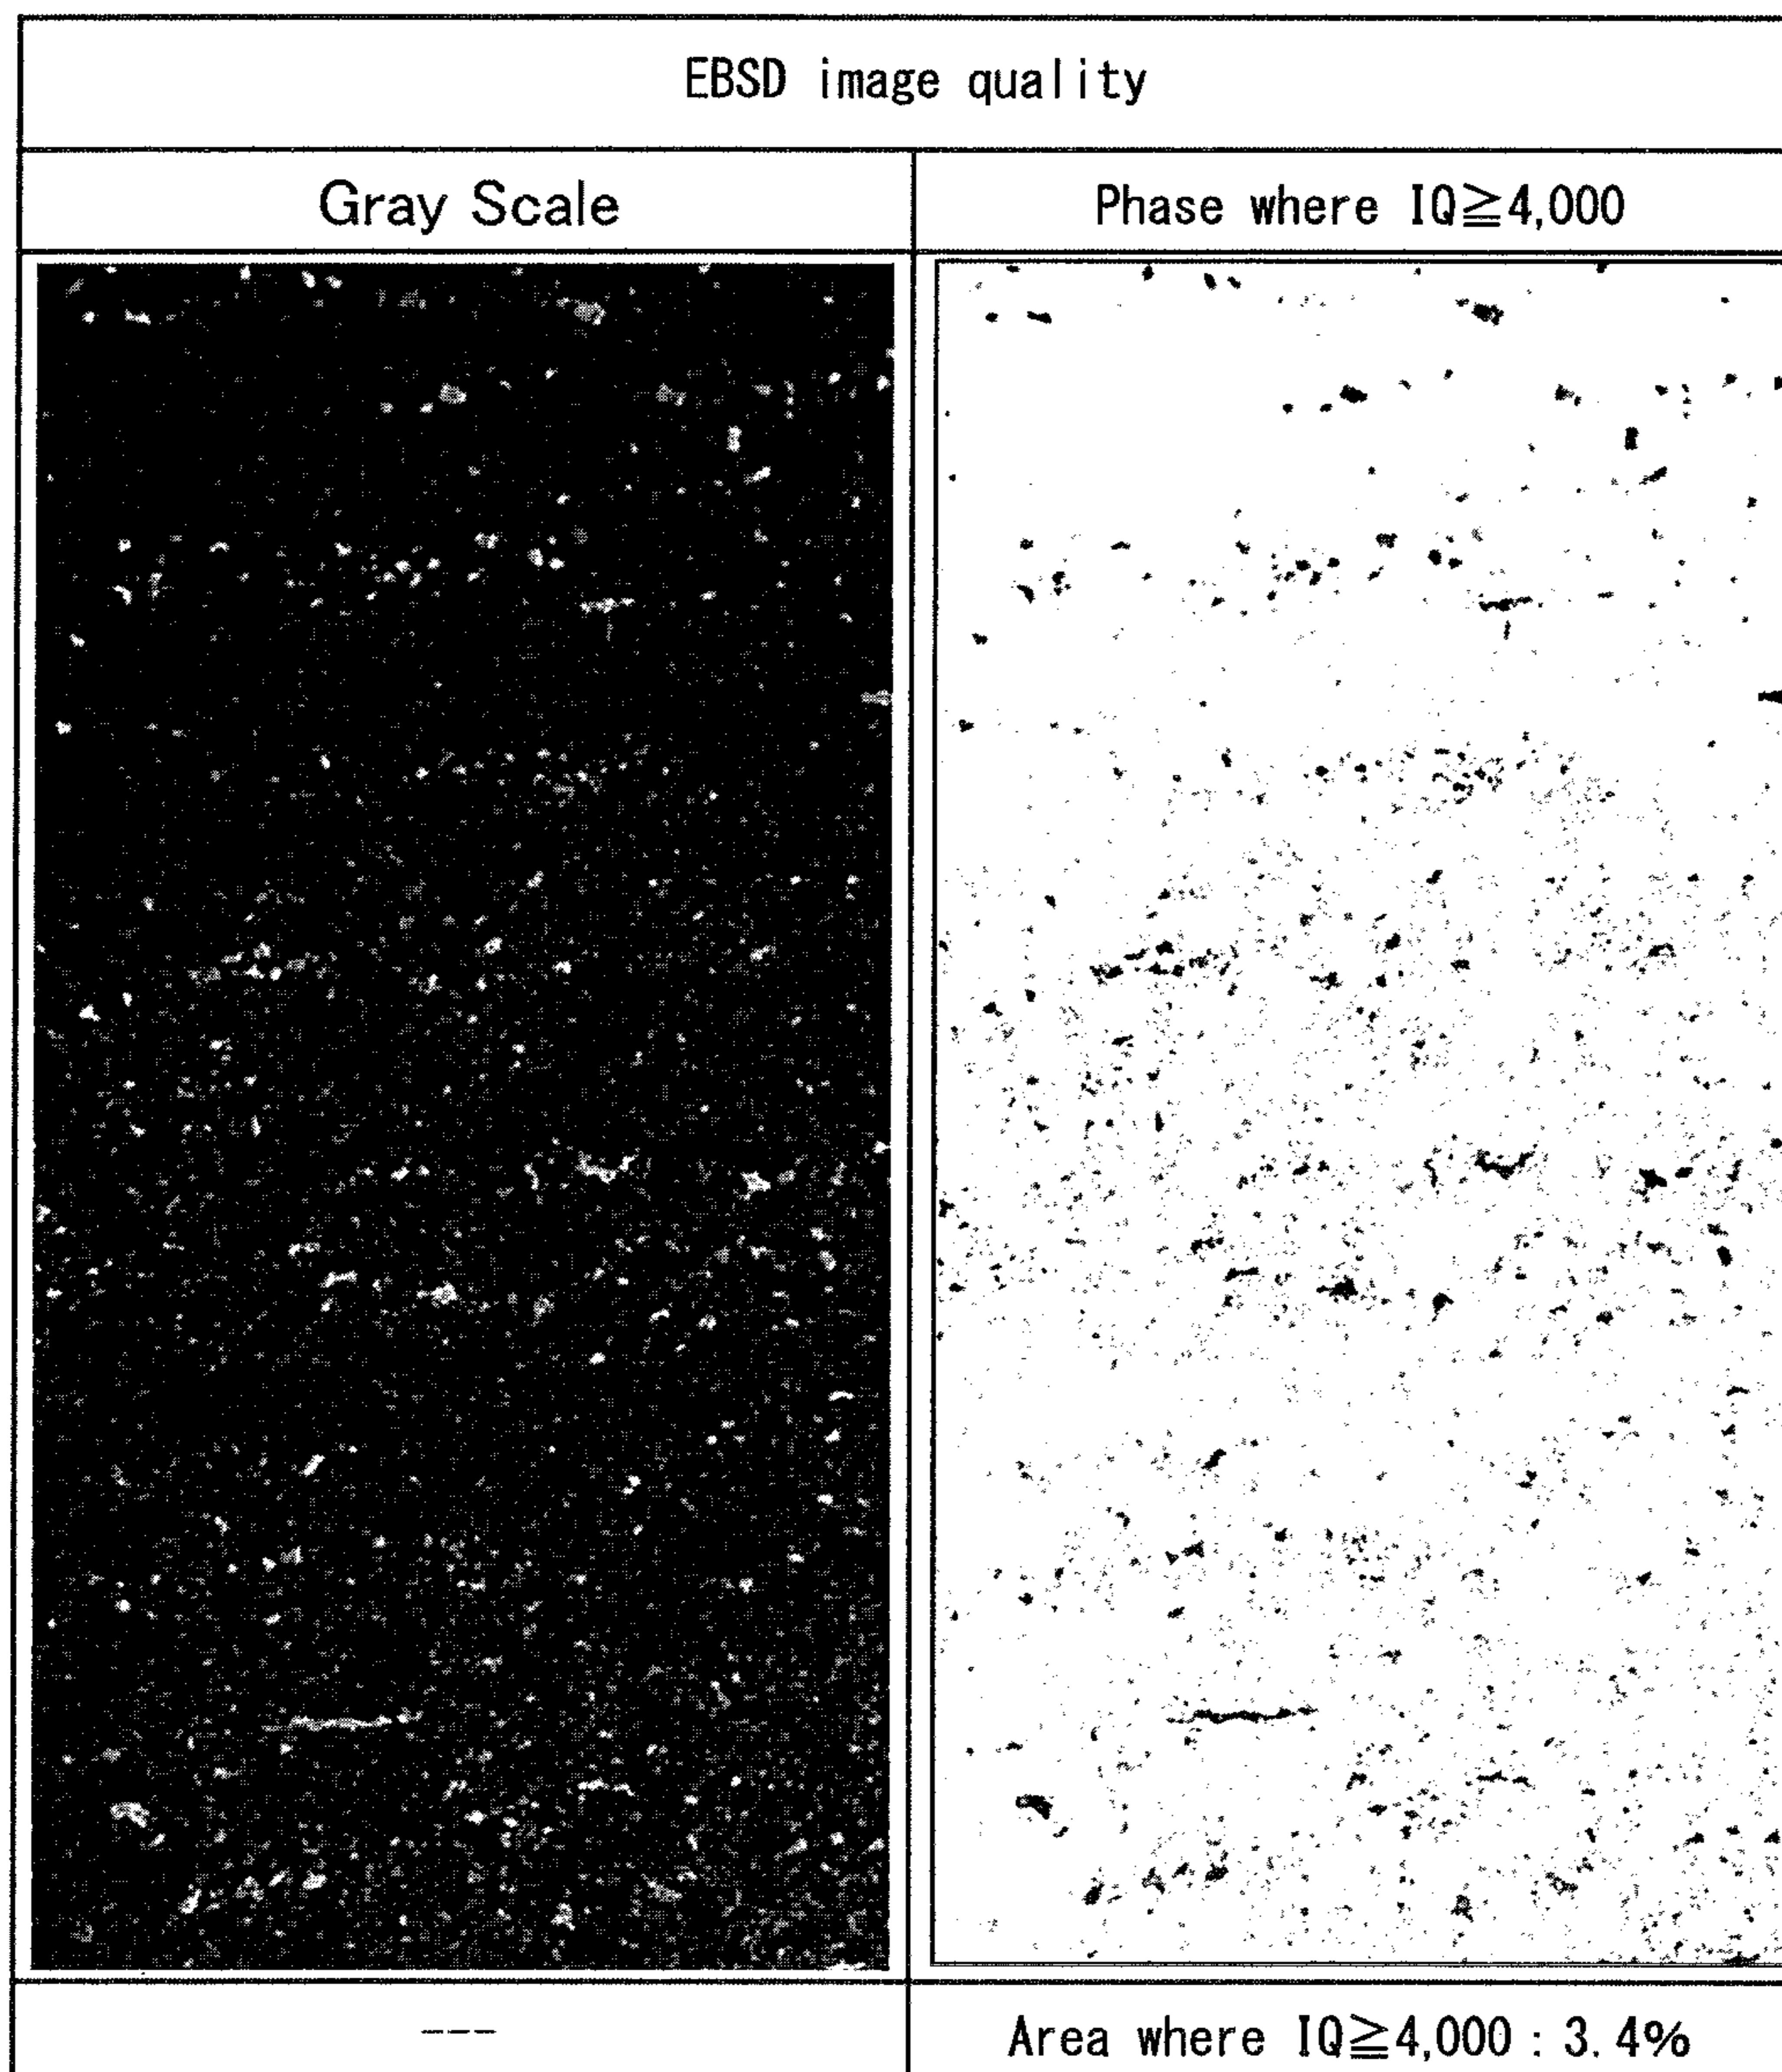 EBSD image quality
Gray Scale
Phase where IQ≧4,000
---
Area where IQ≧4,000 : 3.4%